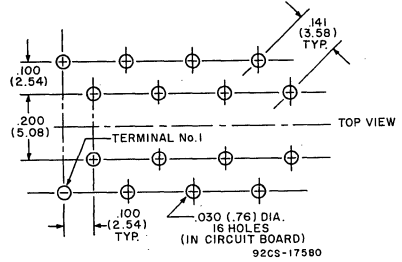 .141
(3.58)
TYP.
.100
(2.54)
.200
(5.08)
TOP VIEW
TERMINAL No.1
.100
(2.54)
TYP.
.030 (.76) DIA.
16 HOLES
(IN CIRCUIT BOARD)
92CS-17580